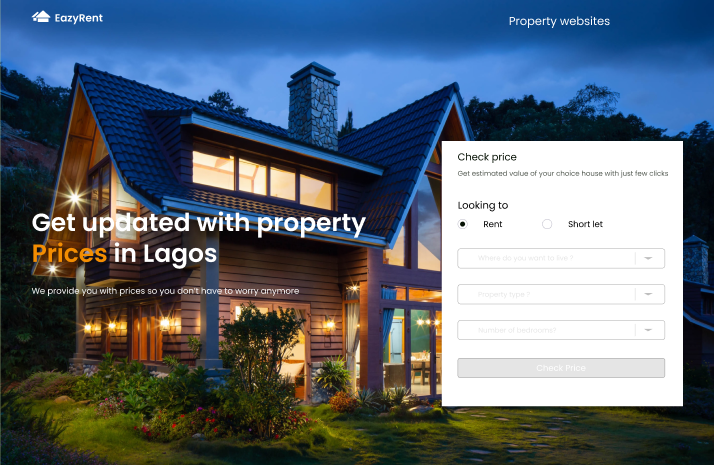 EazyRent
Property websites
Get updated with property
Prices in Lagos
We provide you with prices so you don't have to worry anymore
Check price
Get estimated value of your choice house with just few clicks
Looking to
Rent
Short let
Where do you want to live ?
Property type ?
Number of bedrooms?
Check Price